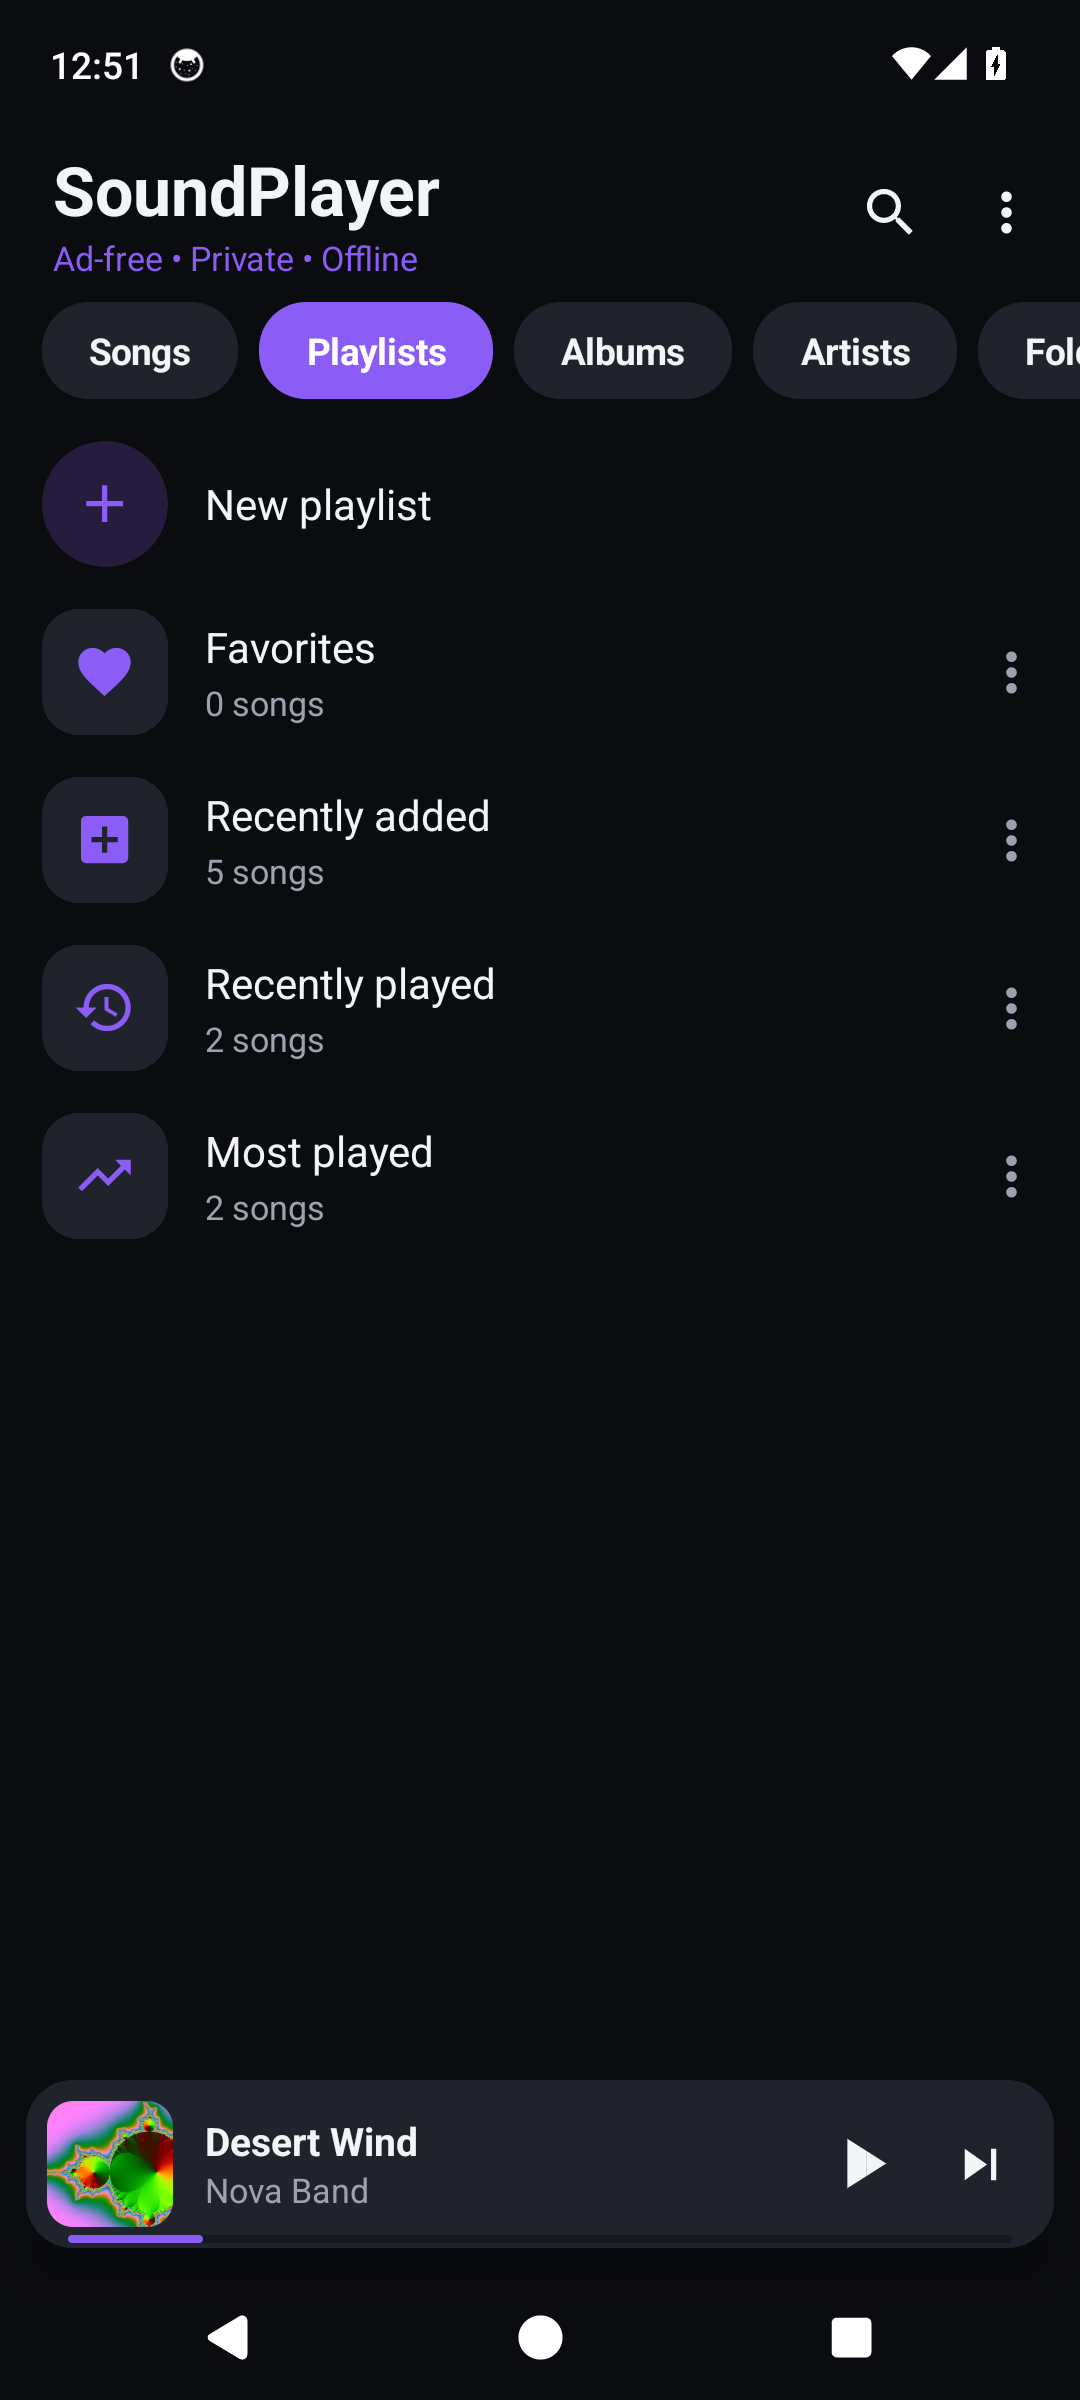 12:51
SoundPlayer
Ad-free • Private • Offline
Songs
Playlists
Albums
Artists
Fol
New playlist
Favorites
0 songs
Recently added
5 songs
Recently played
2 songs
Most played
2 songs
Desert Wind
Nova Band